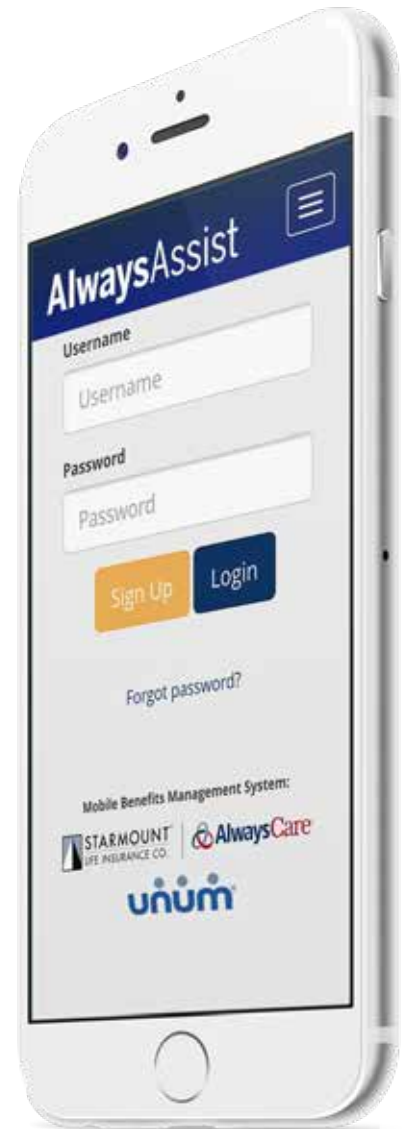 AlwaysAssist
Username
Username
Password
Password
Sign Up
Login
Forgot password?
Mobile Benefits Management System:
STARMOUNT
LIFE INSURANCE CO.
AlwaysCare
unum